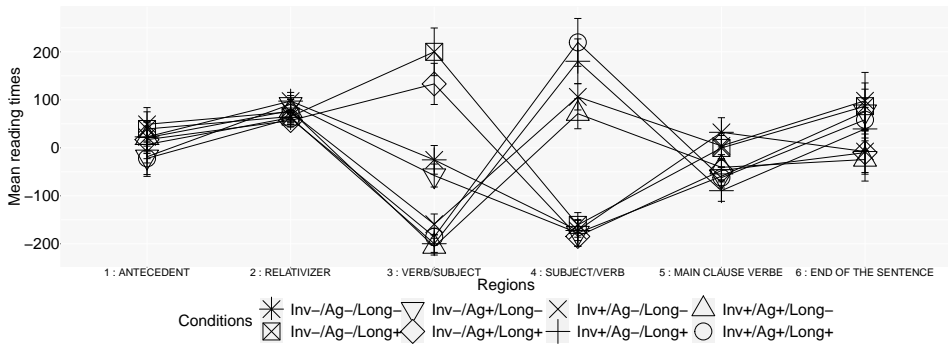 Mean reading times
200
100
0
−100
−200
1 : ANTECEDENT 2 : RELATIVIZER 3 : VERB/SUBJECT 4 : SUBJECT/VERB 5 : MAIN CLAUSE VERBE 6 : END OF THE SENTENCE
Regions
Conditions
Inv−/Ag−/Long− Inv−/Ag+/Long− Inv+/Ag−/Long− Inv+/Ag+/Long−
Inv−/Ag−/Long+ Inv−/Ag+/Long+ Inv+/Ag−/Long+ Inv+/Ag+/Long+